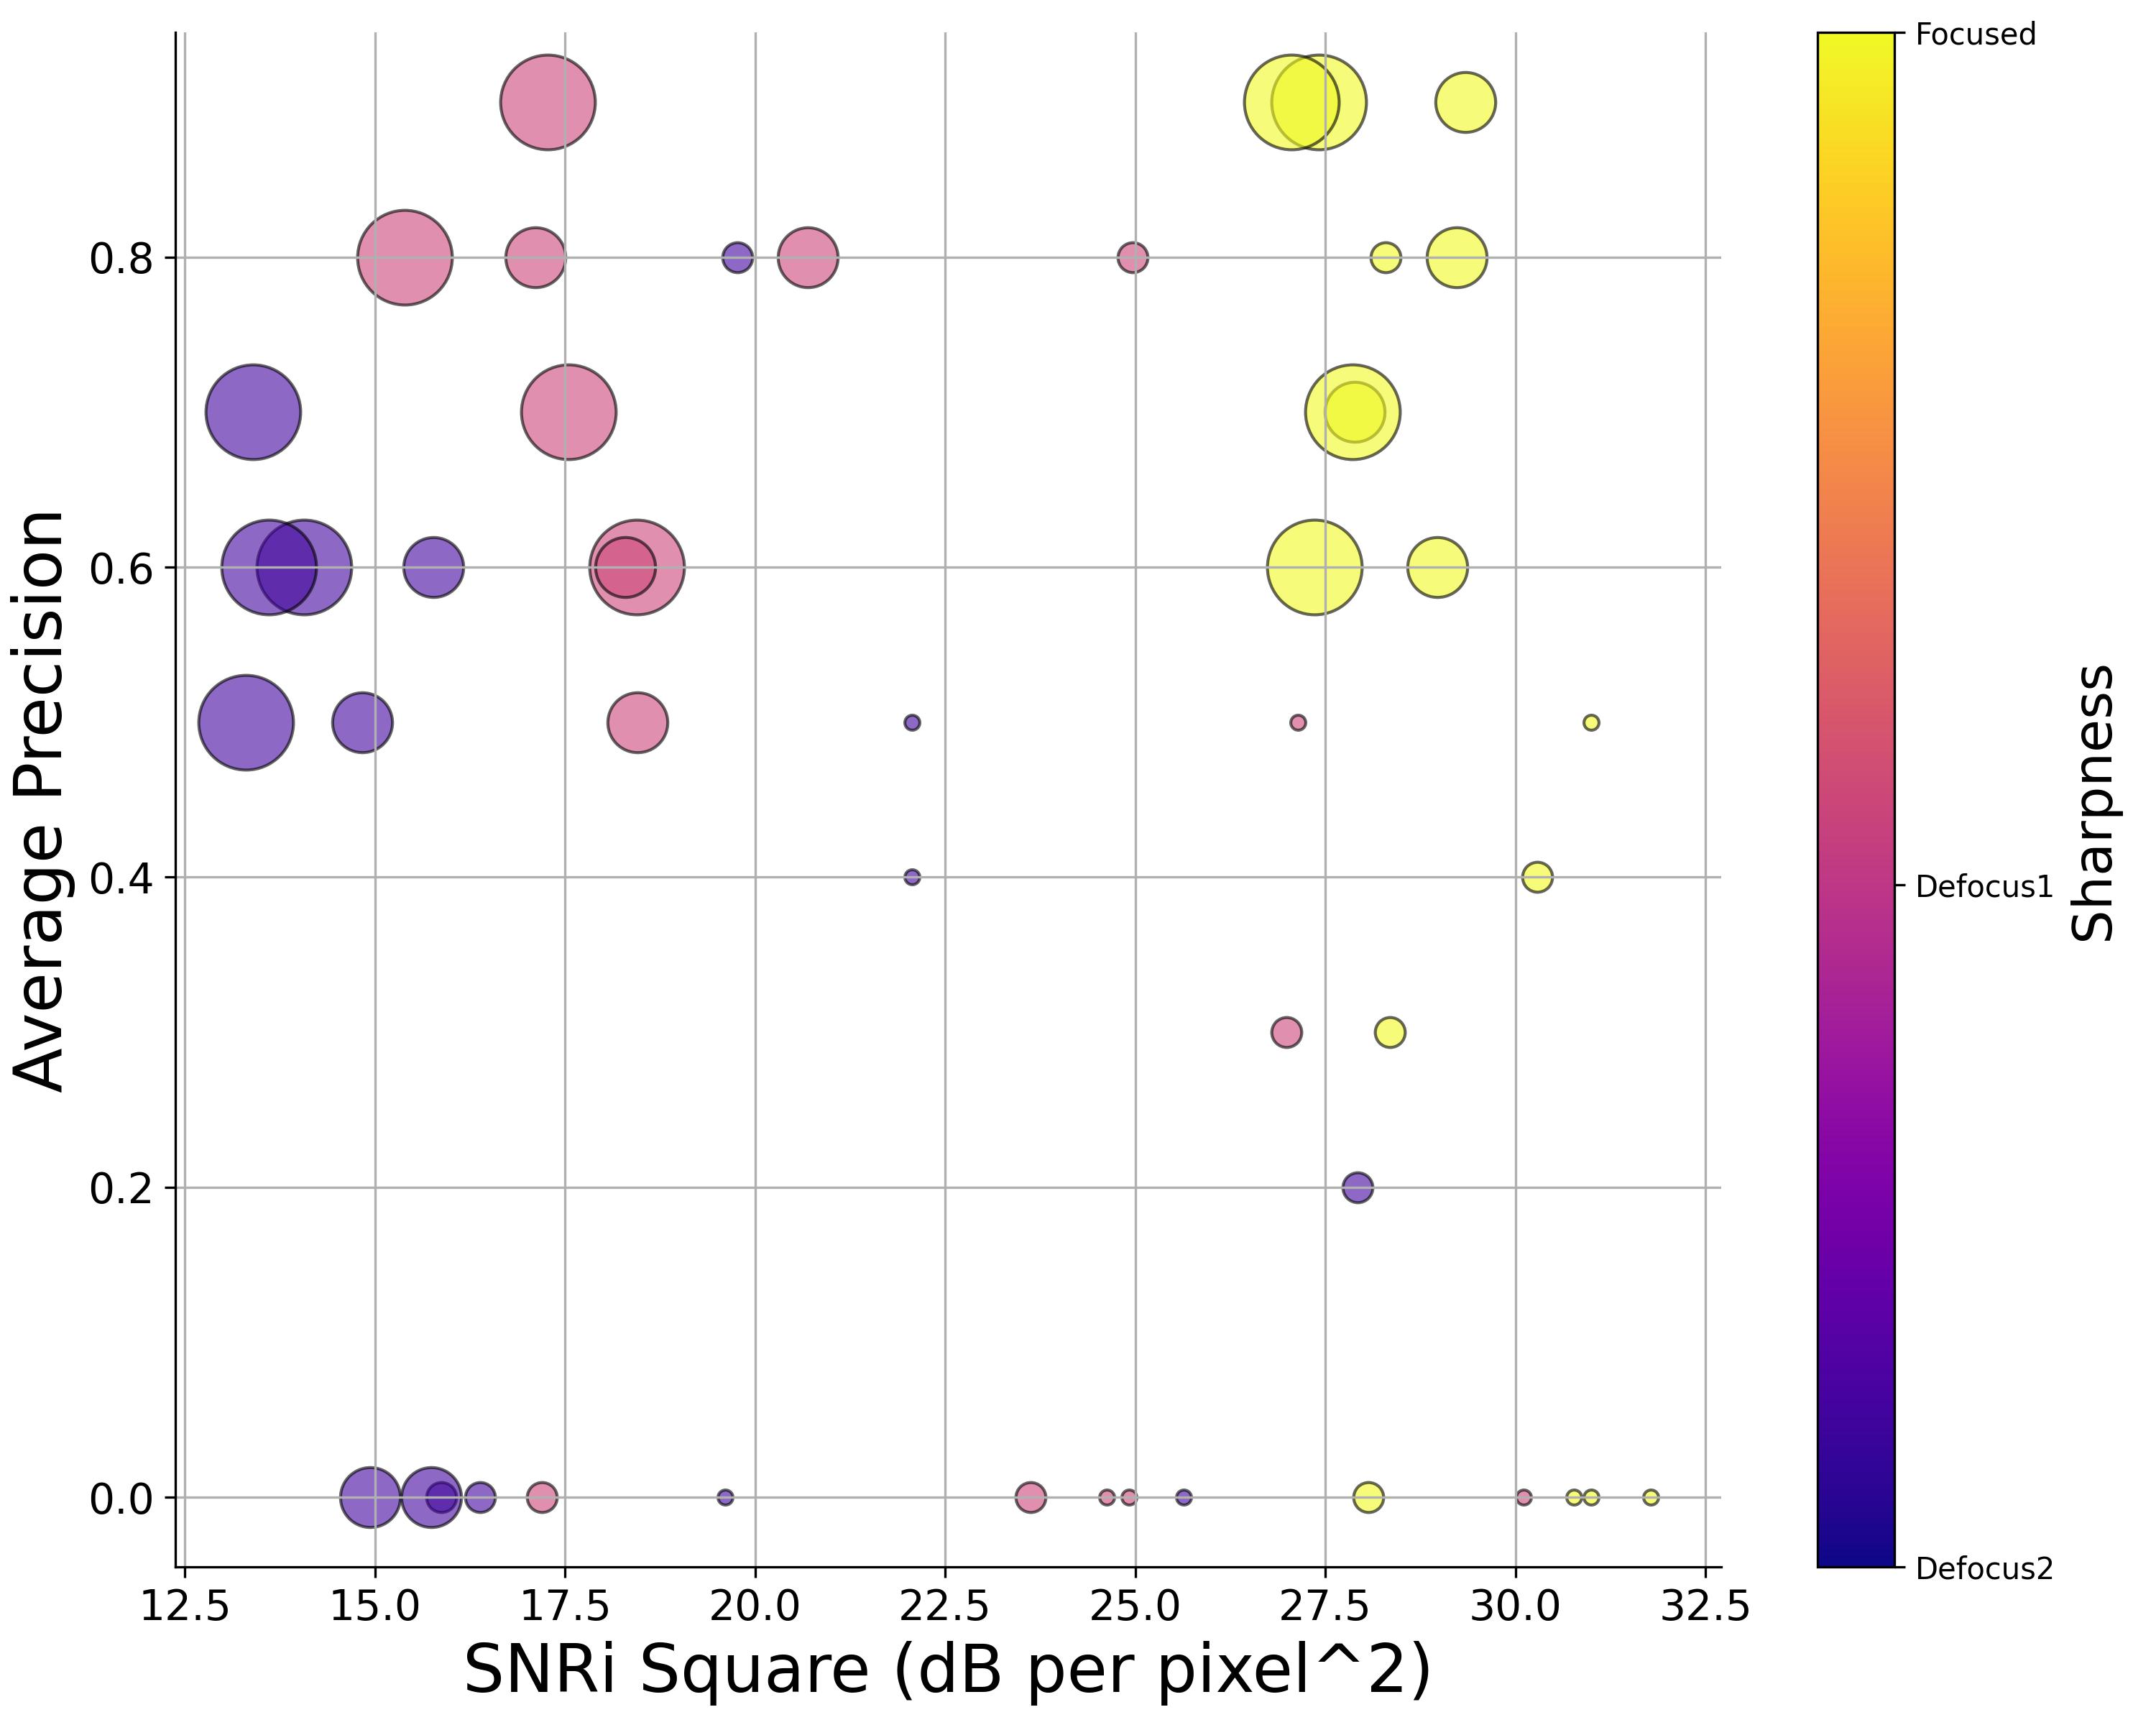 Average Precision
0.8
0.6
0.4
0.2
0.0
12.5 15.0 17.5 20.0 22.5 25.0 27.5 30.0 32.5
SNRi Square (dB per pixel^2)
Focused
Defocus1
Defocus2
Sharpness